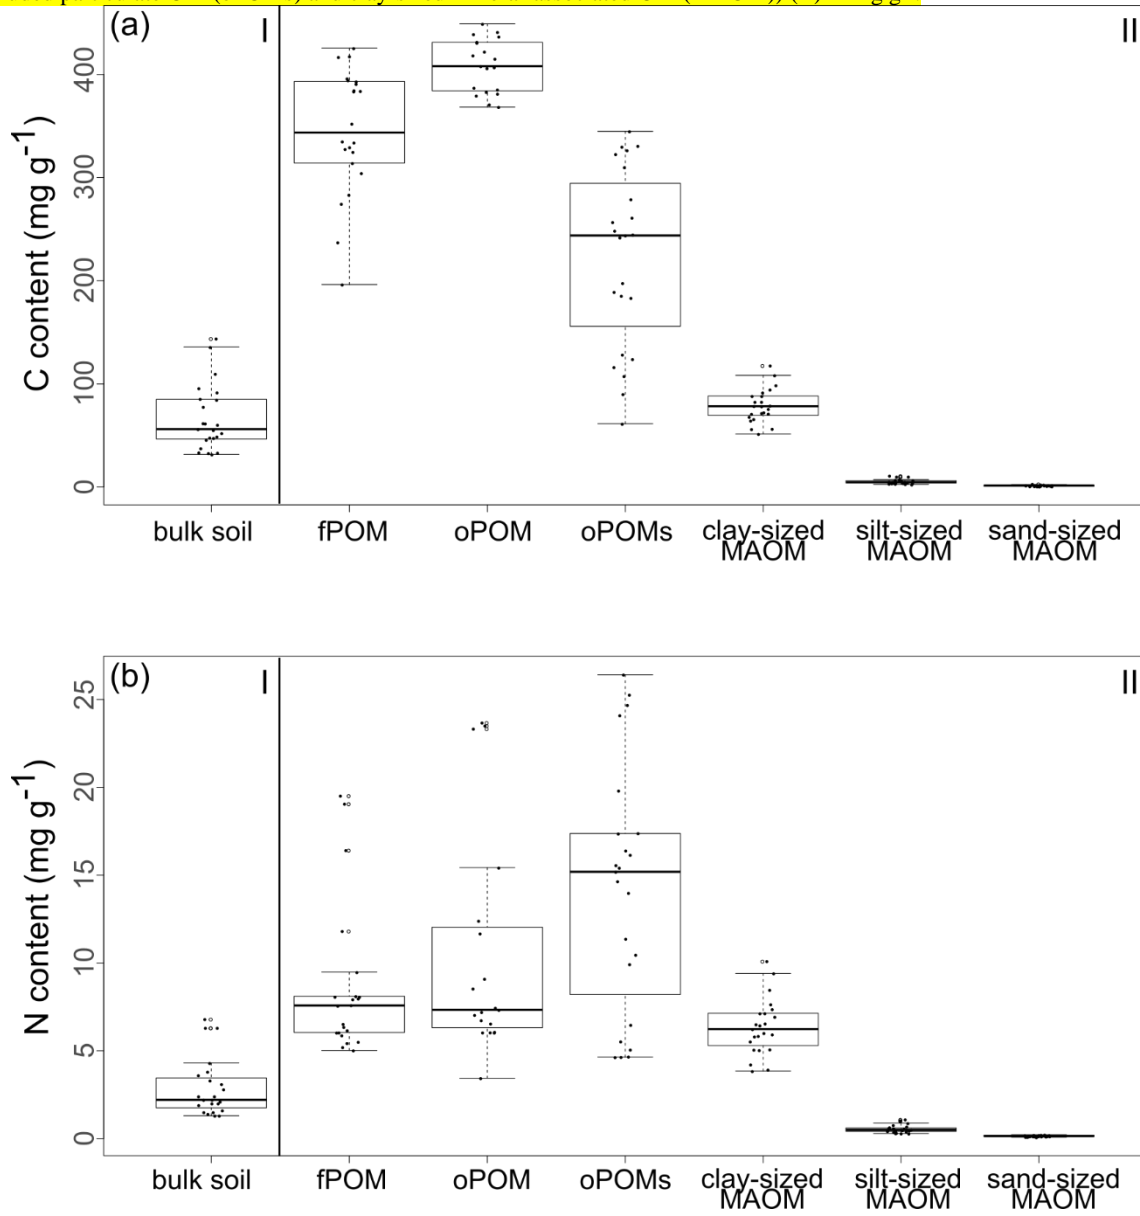 (a) I II
C content (mg g-1)
400
300
200
100
0
bulk soil fPOM oPOM oPOMs clay-sized MAOM silt-sized MAOM sand-sized MAOM
(b) I II
N content (mg g-1)
25
20
15
10
5
0
bulk soil fPOM oPOM oPOMs clay-sized MAOM silt-sized MAOM sand-sized MAOM